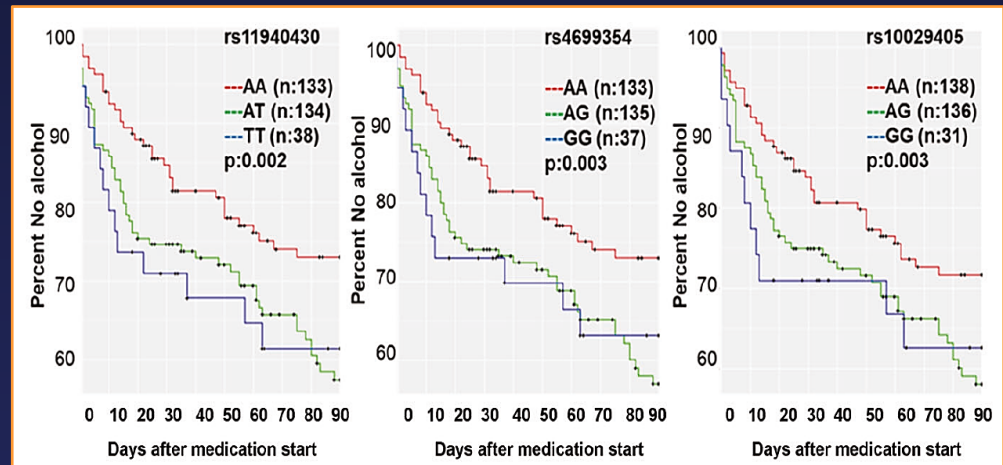 rs11940430
AA (n:133)
AT (n:134)
TT (n:38)
p:0.002
Percent No alcohol
100
90
80
70
60
0 10 20 30 40 50 60 70 80 90
Days after medication start
rs4699354
AA (n:133)
AG (n:135)
GG (n:37)
p:0.003
Percent No alcohol
100
90
80
70
60
0 10 20 30 40 50 60 70 80 90
Days after medication start
rs10029405
AA (n:138)
AG (n:136)
GG (n:31)
p:0.003
Percent No alcohol
100
90
80
70
60
0 10 20 30 40 50 60 70 80 90
Days after medication start